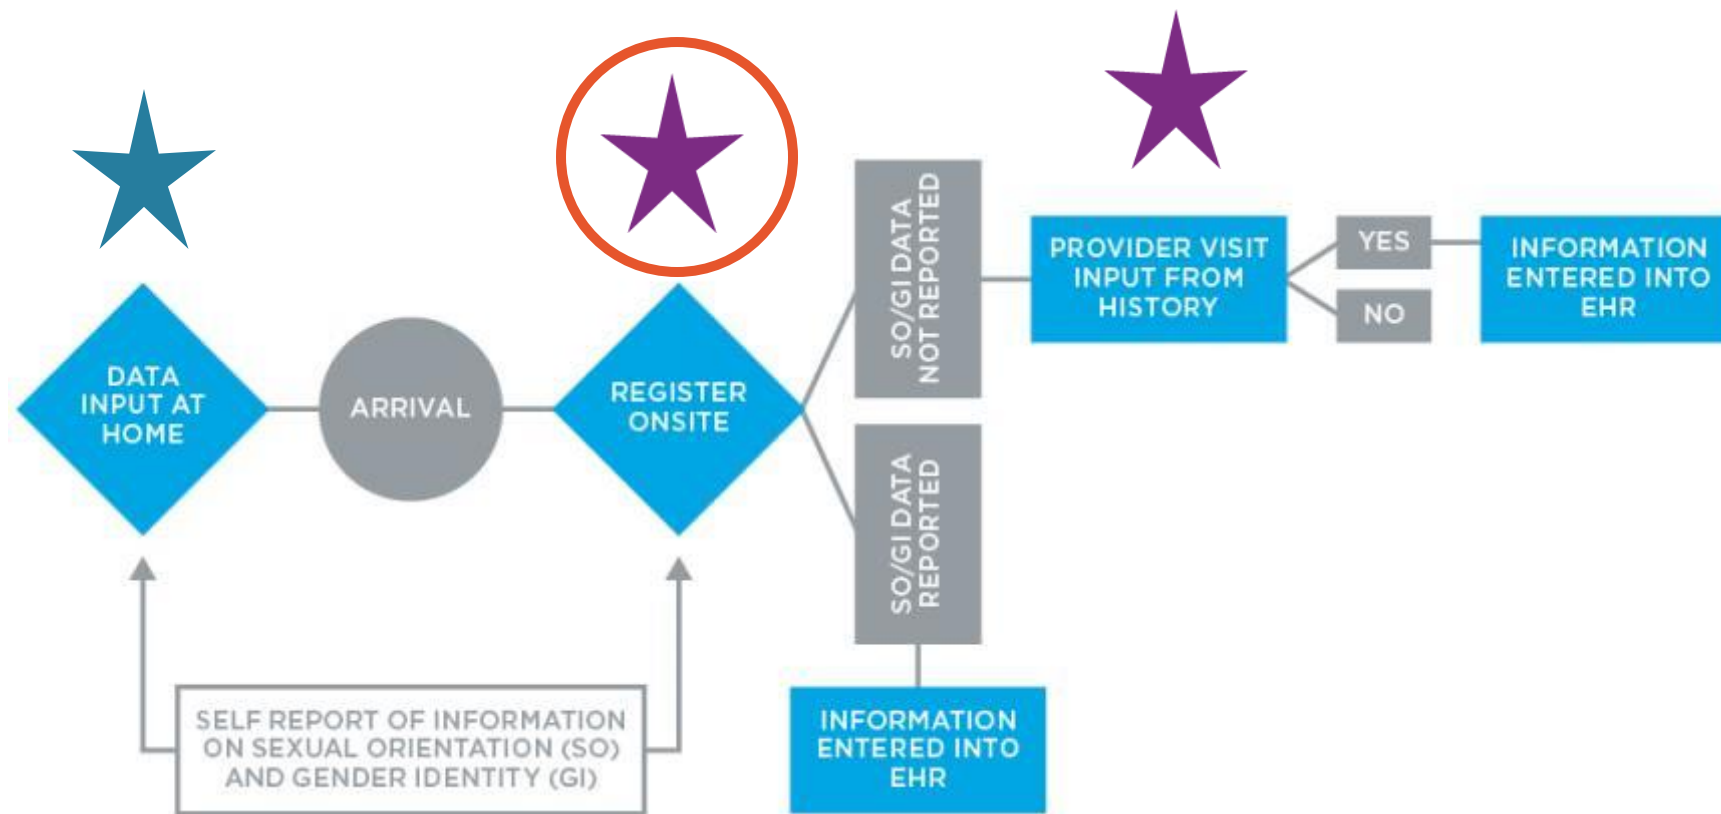 DATA
INPUT AT
HOME
ARRIVAL
REGISTER
ONSITE
SO/GI DATA
NOT REPORTED
SO/GI DATA
REPORTED
PROVIDER VISIT
INPUT FROM
HISTORY
YES
NO
INFORMATION
ENTERED INTO
EHR
INFORMATION
ENTERED INTO
EHR
SELF REPORT OF INFORMATION
ON SEXUAL ORIENTATION (SO)
AND GENDER IDENTITY (GI)